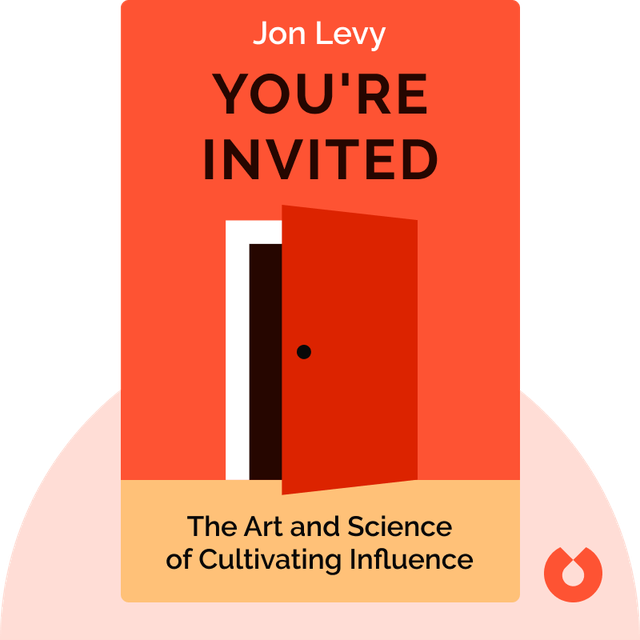 Jon Levy
YOU'RE
INVITED
The Art and Science
of Cultivating Influence